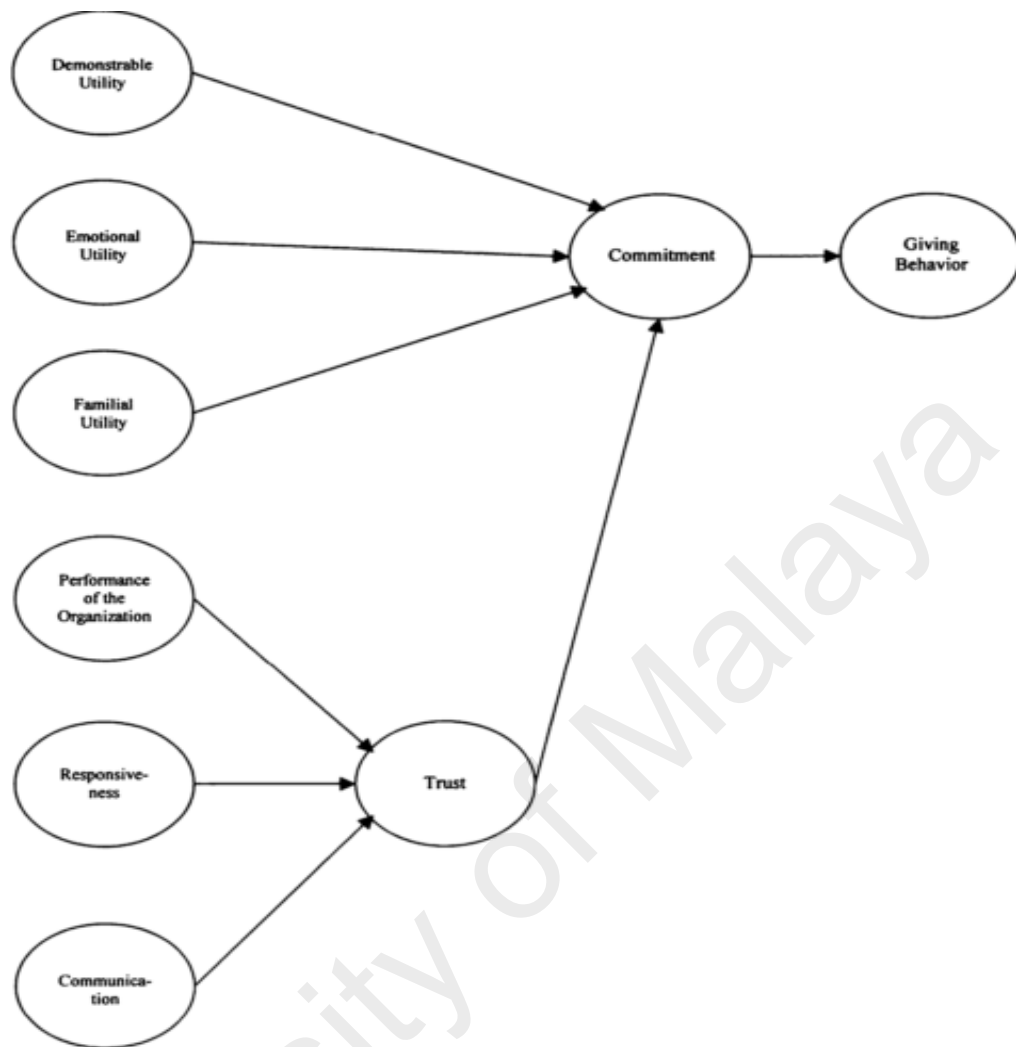 Demonstrable
Utility
Emotional
Utility
Commitment
Giving
Behavior
Familial
Utility
Performance
of the
Organization
Responsive-
ness
Trust
Communica-
tion
sity of Malaya